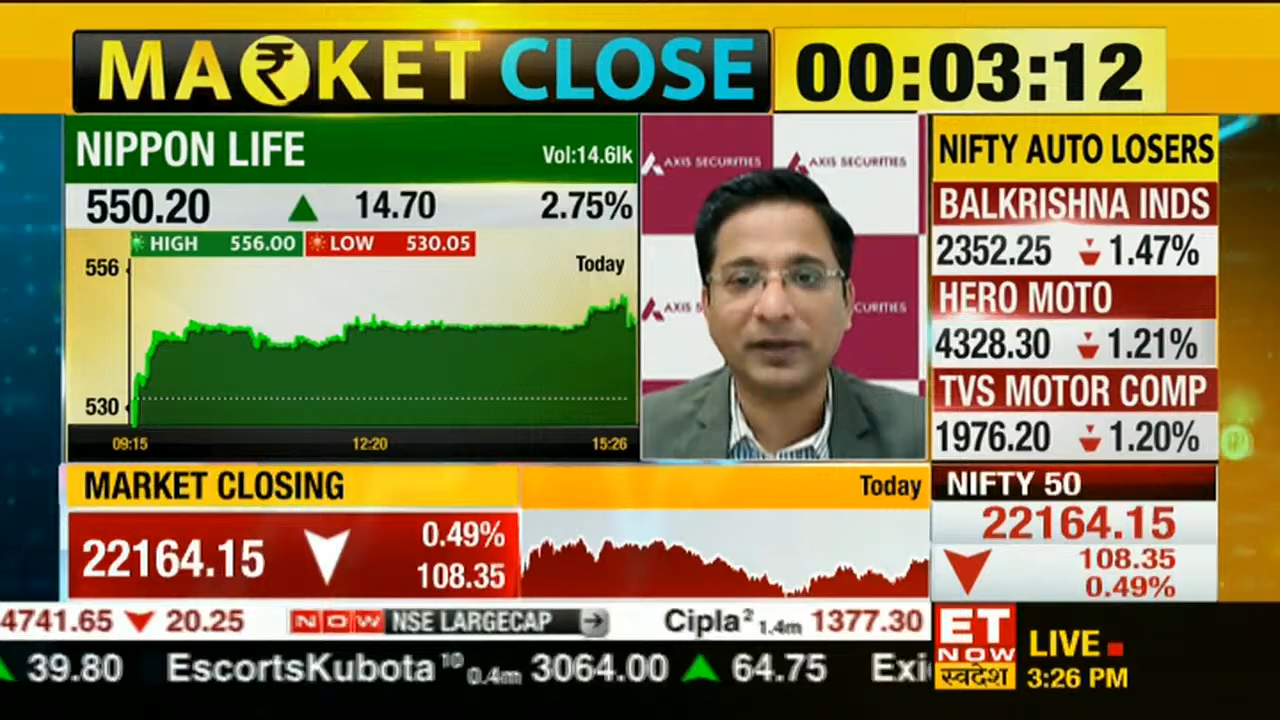 MA₹KET CLOSE
00:03:12
NIPPON LIFE
Vol:14.6lk
550.20 ▲ 14.70 2.75%
HIGH 556.00 LOW 530.05
Today
556
530
09:15 12:20 15:26
AXIS SECURITIES AXIS SECURITIES
AXIS SECURITIES
NIFTY AUTO LOSERS
BALKRISHNA INDS
2352.25 1.47%
HERO MOTO
4328.30 1.21%
TVS MOTOR COMP
1976.20 1.20%
MARKET CLOSING
Today
22164.15 0.49%
108.35
NIFTY 50
22164.15
108.35
0.49%
4741.65 ▼ 20.25 NOW NSE LARGECAP → Cipla² 1.4m 1377.30
▲ 39.80 EscortsKubota¹⁰ 0.4m 3064.00 ▲ 64.75 Exi
ET
NOW
स्वदेश
LIVE
3:26 PM